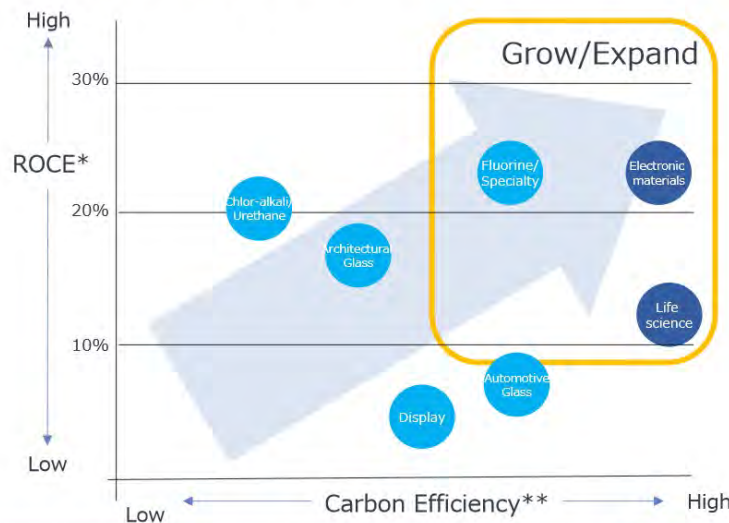 High
Grow/Expand
30%
ROCE*
Fluorine/
Specialty
Electronic
materials
Chlor-alkali/
Urethane
20%
Architectural
Glass
Life
science
10%
Automotive
Glass
Display
Low
Carbon Efficiency**
High
Low